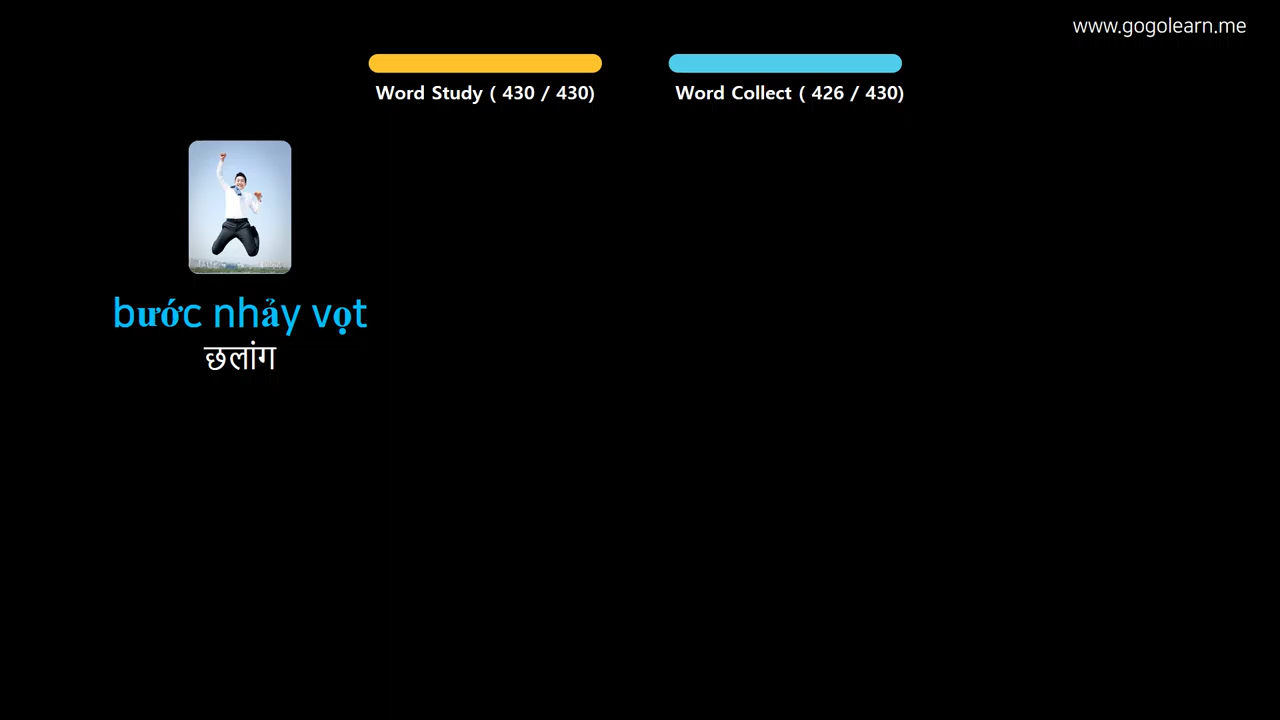 www.gogolearn.me
Word Study ( 430 / 430)
Word Collect ( 426 / 430)
bước nhảy vọt
छलांग